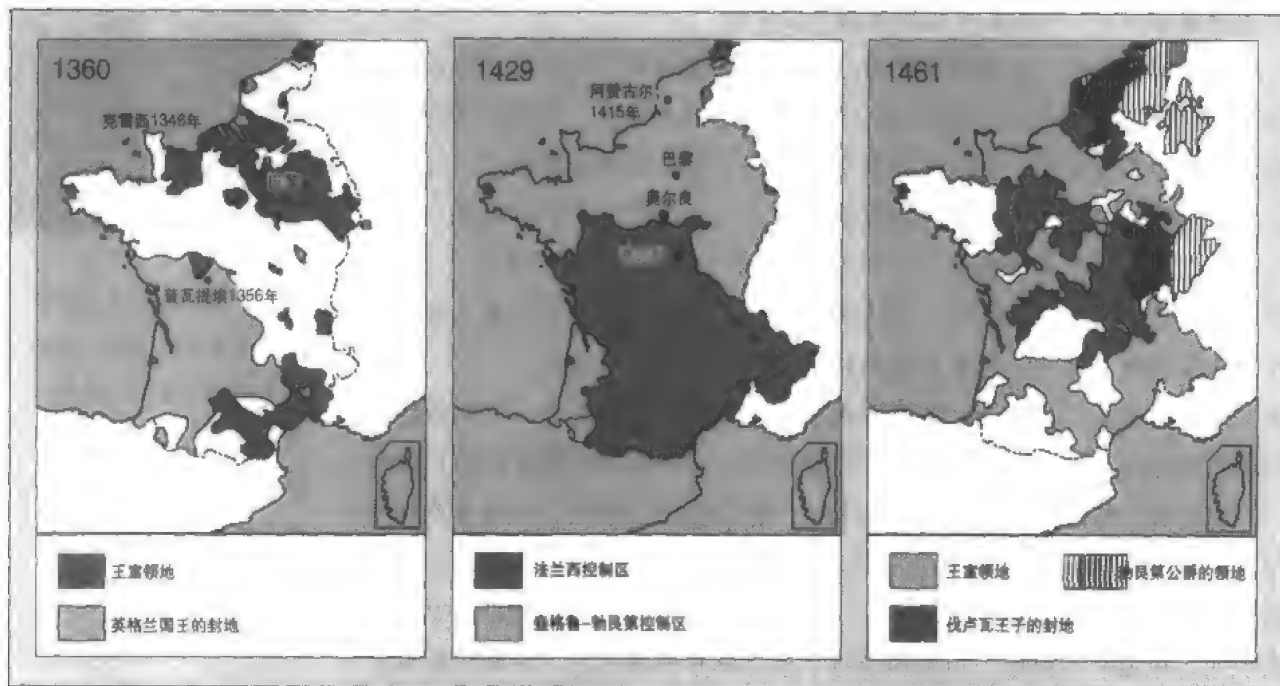 1360
克雷西1346年
普瓦提埃1356年
王室领地
英格兰国王的封地
1429
阿赞古尔
1415年
巴黎
奥尔良
法兰西控制区
盎格鲁-勃艮第控制区
1461
王室领地
勃艮第公爵的领地
伐卢瓦王子的封地